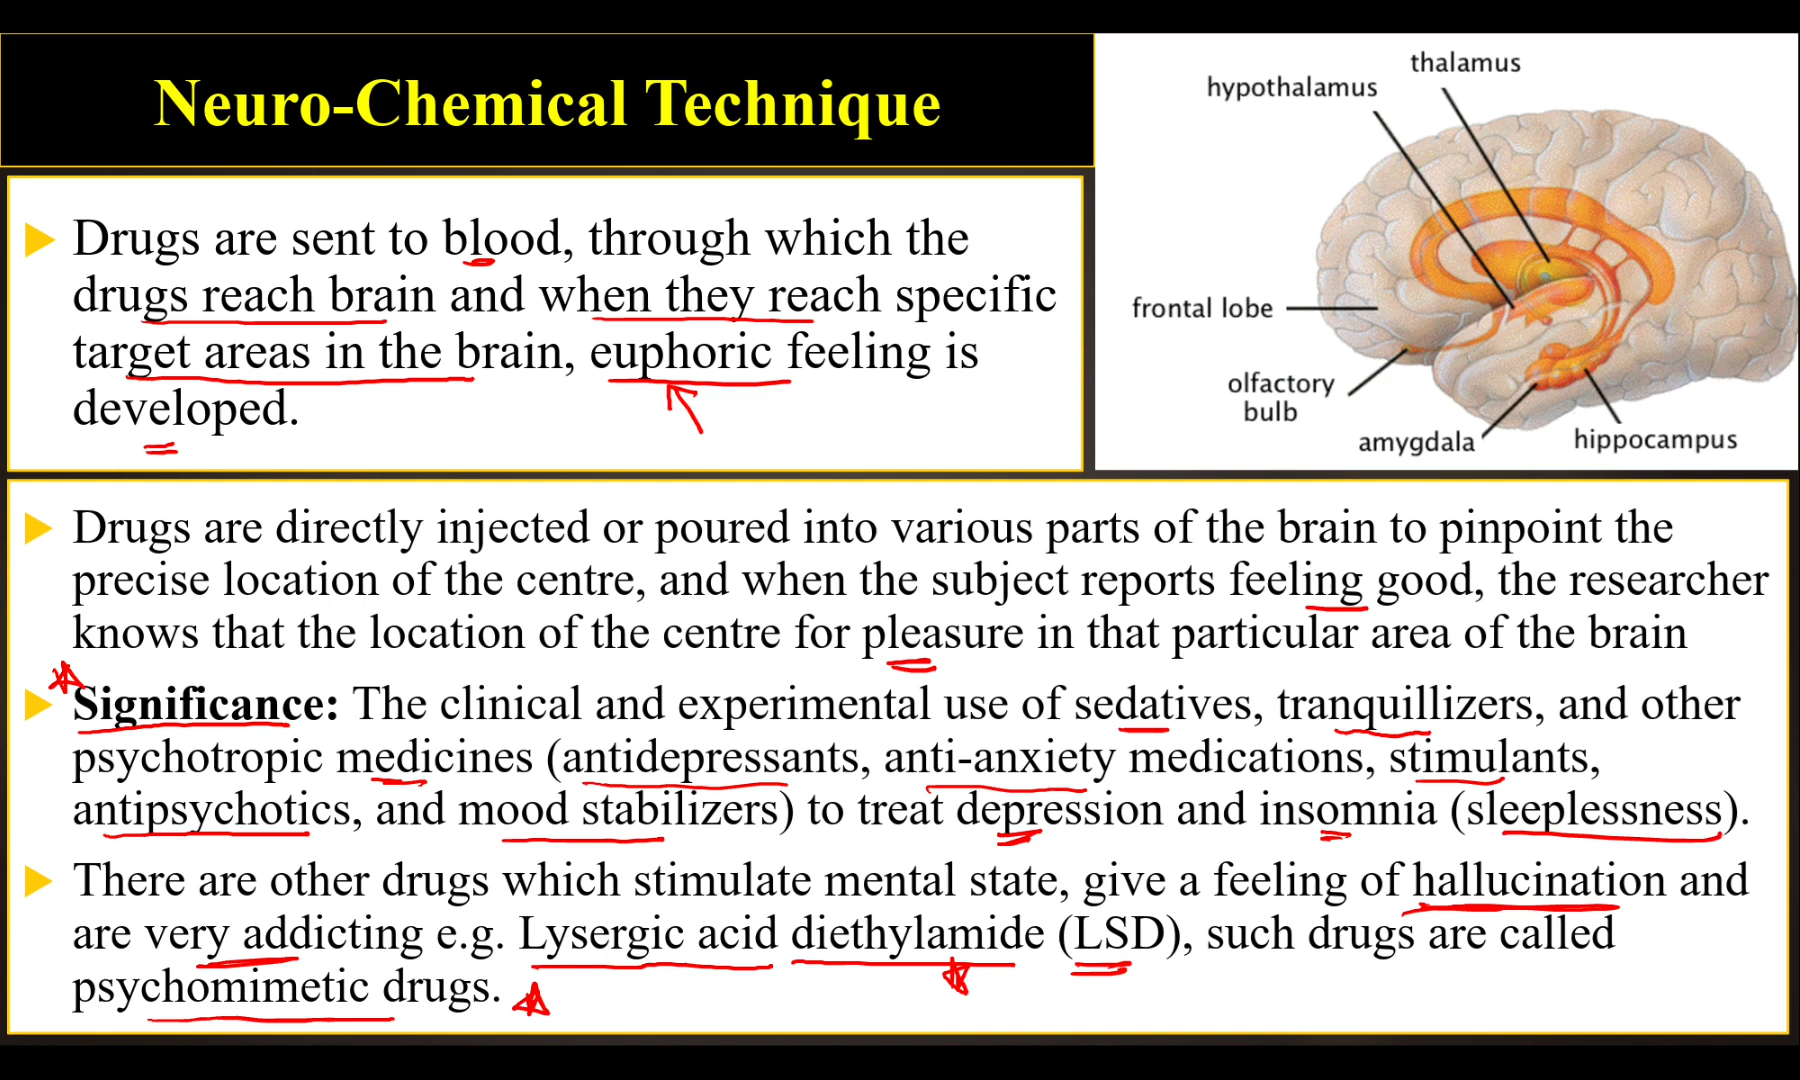 Neuro-Chemical Technique
Drugs are sent to blood, through which the
drugs reach brain and when they reach specific
target areas in the brain, euphoric feeling is
developed.
thalamus
hypothalamus
frontal lobe
olfactory
bulb
amygdala
hippocampus
Drugs are directly injected or poured into various parts of the brain to pinpoint the
precise location of the centre, and when the subject reports feeling good, the researcher
knows that the location of the centre for pleasure in that particular area of the brain
Significance: The clinical and experimental use of sedatives, tranquillizers, and other
psychotropic medicines (antidepressants, anti-anxiety medications, stimulants,
antipsychotics, and mood stabilizers) to treat depression and insomnia (sleeplessness).
There are other drugs which stimulate mental state, give a feeling of hallucination and
are very addicting e.g. Lysergic acid diethylamide (LSD), such drugs are called
psychomimetic drugs.